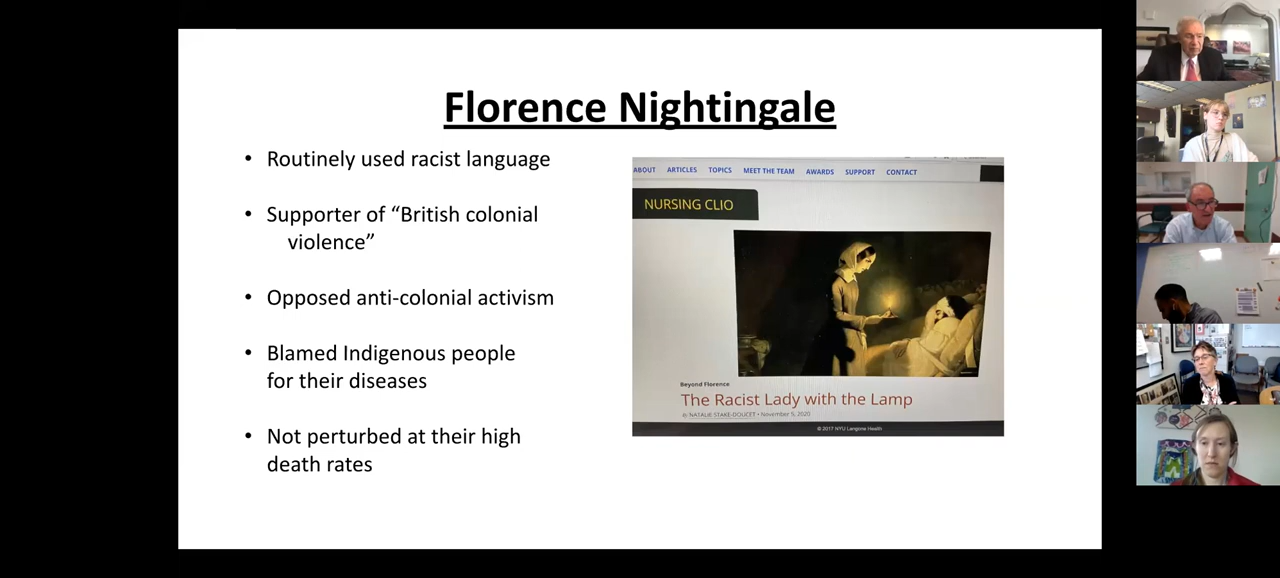 Florence Nightingale
• Routinely used racist language
• Supporter of “British colonial
violence”
• Opposed anti-colonial activism
• Blamed Indigenous people
for their diseases
• Not perturbed at their high
death rates
ABOUT ARTICLES TOPICS MEET THE TEAM AWARDS SUPPORT CONTACT
NURSING CLIO
Beyond Florence
The Racist Lady with the Lamp
By NATALIE STAKE-DOUCET • November 5, 2020
© 2017 NYU Langone Health